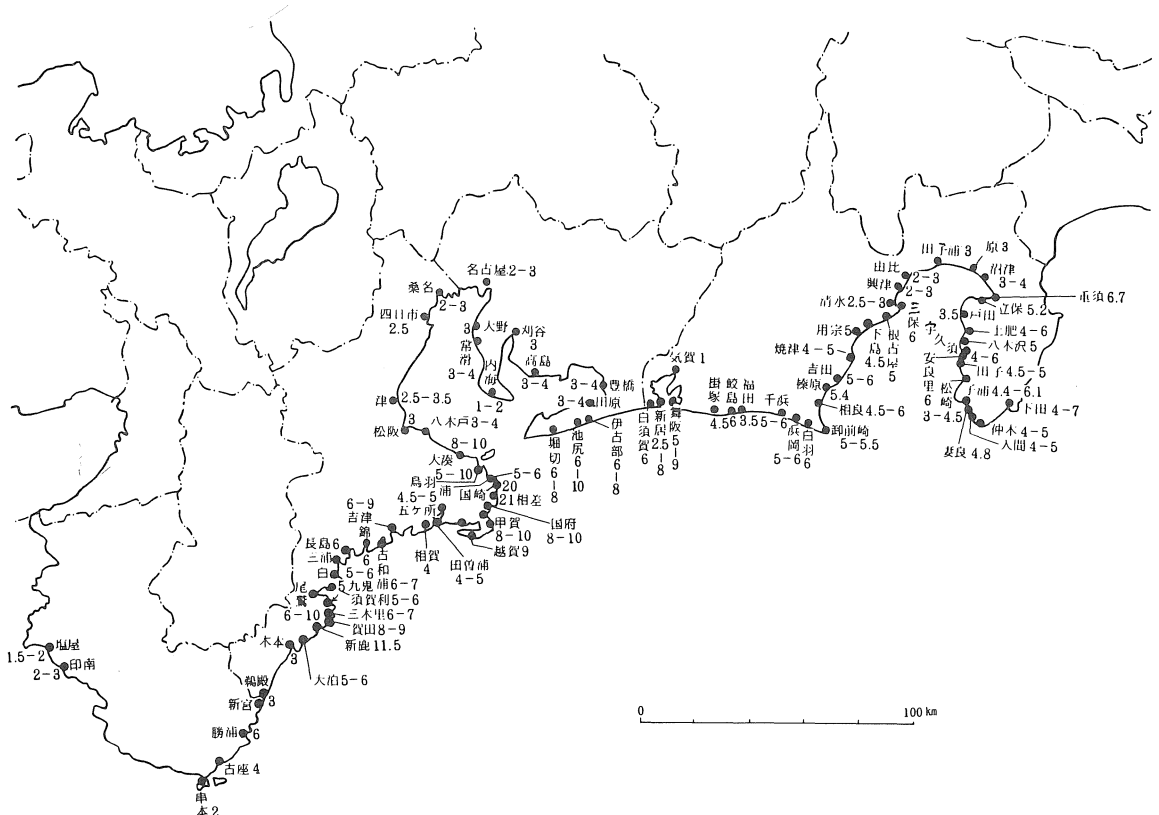 名古屋 2-3
桑名
2-3
四日市
2.5
大野
3
常滑
3-4
刈谷
3
高島
3-4
内海
1-2
3-4
豊橋
3-4
田原
津 2.5-3.5
松阪
3
八木戸 3-4
8-10
大湊
5-10
鳥羽
5-6
浦
20
国崎
21 相差
国府
8-10
甲賀
8-10
越賀 9
4.5-5
五ケ所
田曽浦
4-5
相賀
4
6-9
吉津
錦
6
古和浦 6-7
長島 6
三浦
5-6
白
5
九鬼
尾鷲
6-10
須賀利 5-6
三木里 6-7
賀田 8-9
新鹿 11.5
木本
3
大泊 5-6
鵜殿
3
新宮
勝浦
6
古座 4
串本 2
塩屋
1.5-2
印南
2-3
堀切 6-8
池尻 6-10
伊古部 6-8
白須賀 6
新居 2.5-8
舞阪 5-9
気賀 1
掛塚
4.5
鮫島
6
福田
3.5
千浜
5-6
浜岡
5-6
白羽
6
御前崎
5-5.5
相良 4.5-6
榛原
5.4
吉田
5-6
焼津 4-5
用宗 5
下島
4.5
根古屋
5
三保
6
清水 2.5-3
興津
2-3
由比
2-3
田子浦 3
原 3
沼津
3-4
重須 6.7
立保 5.2
3.5 戸田
土肥 4-6
八木沢 5
宇久須
4-6
安良里
田子 4.5-5
松崎
3-4.5
子浦 4.4-6.1
下田 4-7
仲木 4-5
入間 4-5
妻良 4.8
0
100 km